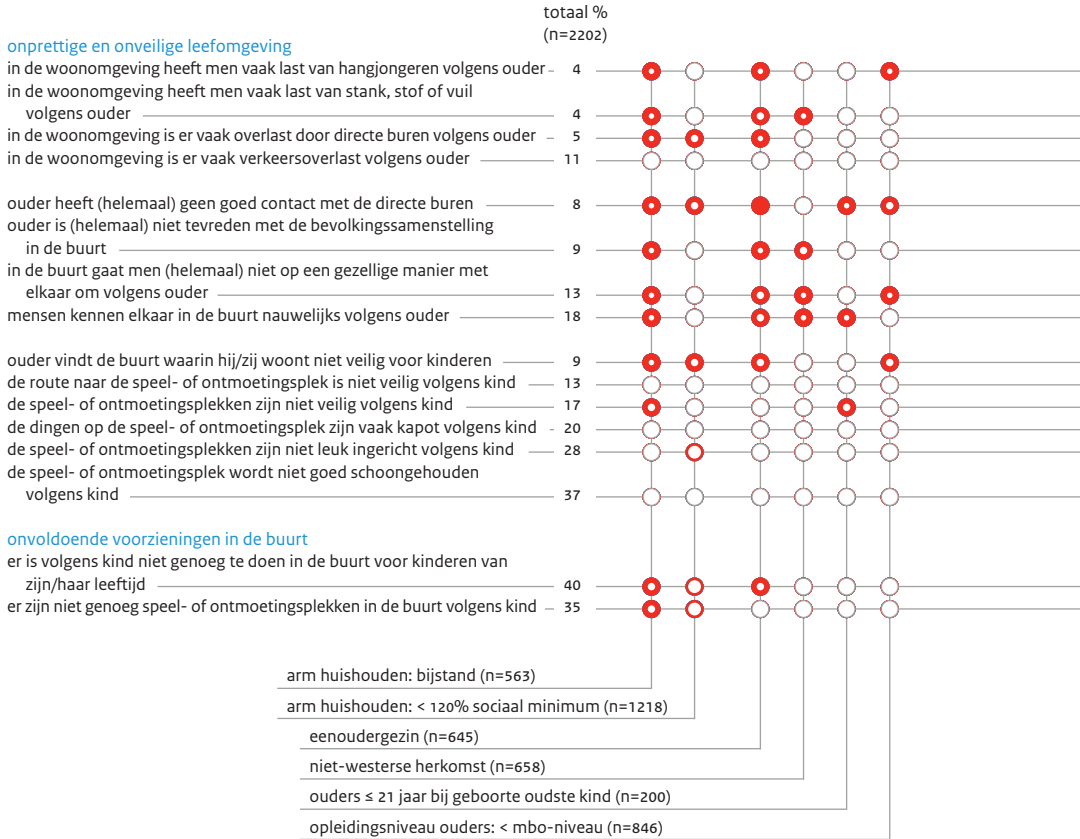 totaal %
(n=2202)
onprettige en onveilige leefomgeving
in de woonomgeving heeft men vaak last van hangjongeren volgens ouder 4
in de woonomgeving heeft men vaak last van stank, stof of vuil
volgens ouder 4
in de woonomgeving is er vaak overlast door directe buren volgens ouder 5
in de woonomgeving is er vaak verkeersoverlast volgens ouder 11
ouder heeft (helemaal) geen goed contact met de directe buren 8
ouder is (helemaal) niet tevreden met de bevolkingssamenstelling
in de buurt 9
in de buurt gaat men (helemaal) niet op een gezellige manier met
elkaar om volgens ouder 13
mensen kennen elkaar in de buurt nauwelijks volgens ouder 18
ouder vindt de buurt waarin hij/zij woont niet veilig voor kinderen 9
de route naar de speel- of ontmoetingsplek is niet veilig volgens kind 13
de speel- of ontmoetingsplekken zijn niet veilig volgens kind 17
de dingen op de speel- of ontmoetingsplek zijn vaak kapot volgens kind 20
de speel- of ontmoetingsplekken zijn niet leuk ingericht volgens kind 28
de speel- of ontmoetingsplek wordt niet goed schoongehouden
volgens kind 37
onvoldoende voorzieningen in de buurt
er is volgens kind niet genoeg te doen in de buurt voor kinderen van
zijn/haar leeftijd 40
er zijn niet genoeg speel- of ontmoetingsplekken in de buurt volgens kind 35
arm huishouden: bijstand (n=563)
arm huishouden: < 120% sociaal minimum (n=1218)
eenoudergezin (n=645)
niet-westerse herkomst (n=658)
ouders ≤ 21 jaar bij geboorte oudste kind (n=200)
opleidingsniveau ouders: < mbo-niveau (n=846)